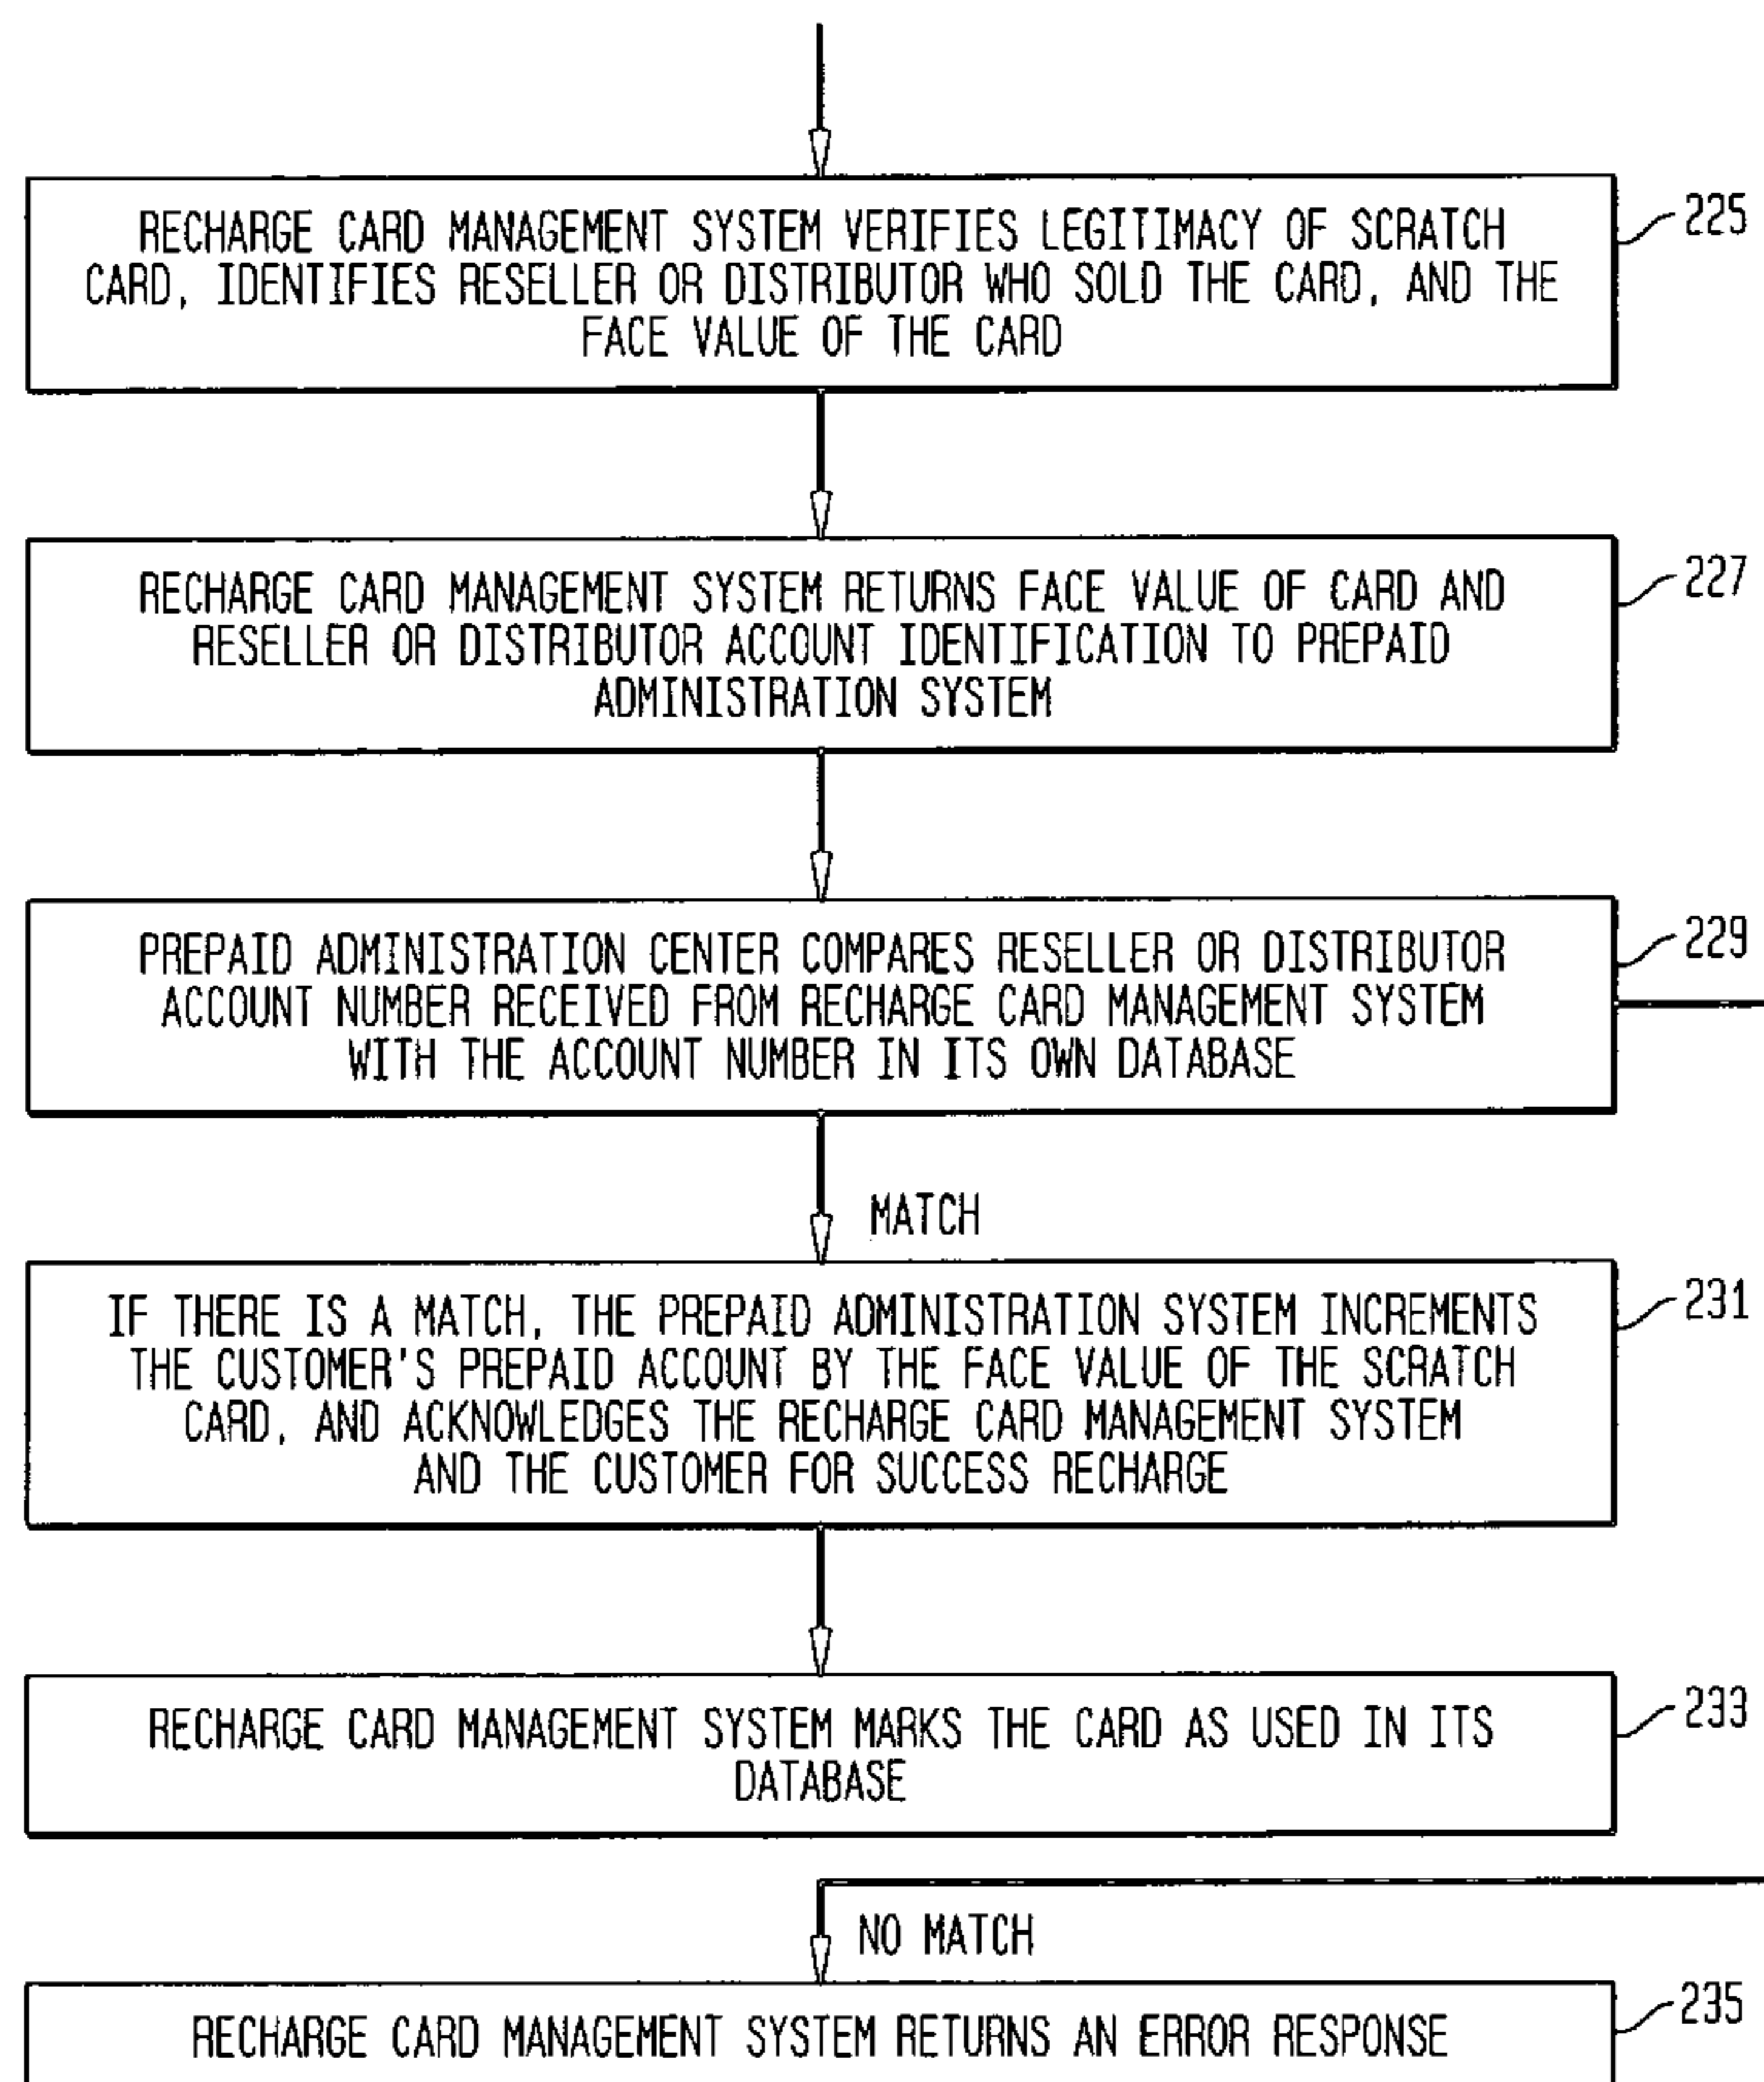 RECHARGE CARD MANAGEMENT SYSTEM VERIFIES LEGITIMACY OF SCRATCH
CARD, IDENTIFIES RESELLER OR DISTRIBUTOR WHO SOLD THE CARD, AND THE
FACE VALUE OF THE CARD
225
RECHARGE CARD MANAGEMENT SYSTEM RETURNS FACE VALUE OF CARD AND
RESELLER OR DISTRIBUTOR ACCOUNT IDENTIFICATION TO PREPAID
ADMINISTRATION SYSTEM
227
PREPAID ADMINISTRATION CENTER COMPARES RESELLER OR DISTRIBUTOR
ACCOUNT NUMBER RECEIVED FROM RECHARGE CARD MANAGEMENT SYSTEM
WITH THE ACCOUNT NUMBER IN ITS OWN DATABASE
229
MATCH
IF THERE IS A MATCH, THE PREPAID ADMINISTRATION SYSTEM INCREMENTS
THE CUSTOMER'S PREPAID ACCOUNT BY THE FACE VALUE OF THE SCRATCH
CARD, AND ACKNOWLEDGES THE RECHARGE CARD MANAGEMENT SYSTEM
AND THE CUSTOMER FOR SUCCESS RECHARGE
231
RECHARGE CARD MANAGEMENT SYSTEM MARKS THE CARD AS USED IN ITS
DATABASE
233
NO MATCH
RECHARGE CARD MANAGEMENT SYSTEM RETURNS AN ERROR RESPONSE
235